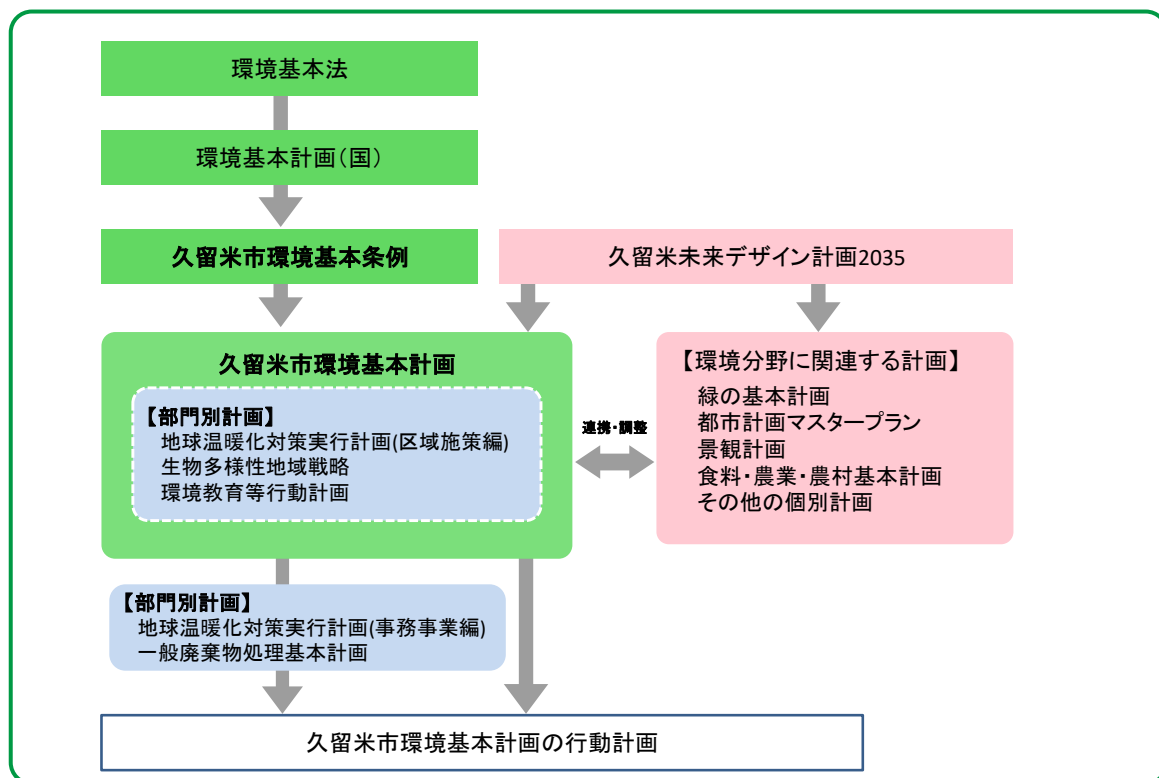 環境基本法
環境基本計画(国)
久留米市環境基本条例
久留米未来デザイン計画2035
久留米市環境基本計画
【部門別計画】
地球温暖化対策実行計画(区域施策編)
生物多様性地域戦略
環境教育等行動計画
連携・調整
【環境分野に関連する計画】
緑の基本計画
都市計画マスタープラン
景観計画
食料・農業・農村基本計画
その他の個別計画
【部門別計画】
地球温暖化対策実行計画(事務事業編)
一般廃棄物処理基本計画
久留米市環境基本計画の行動計画